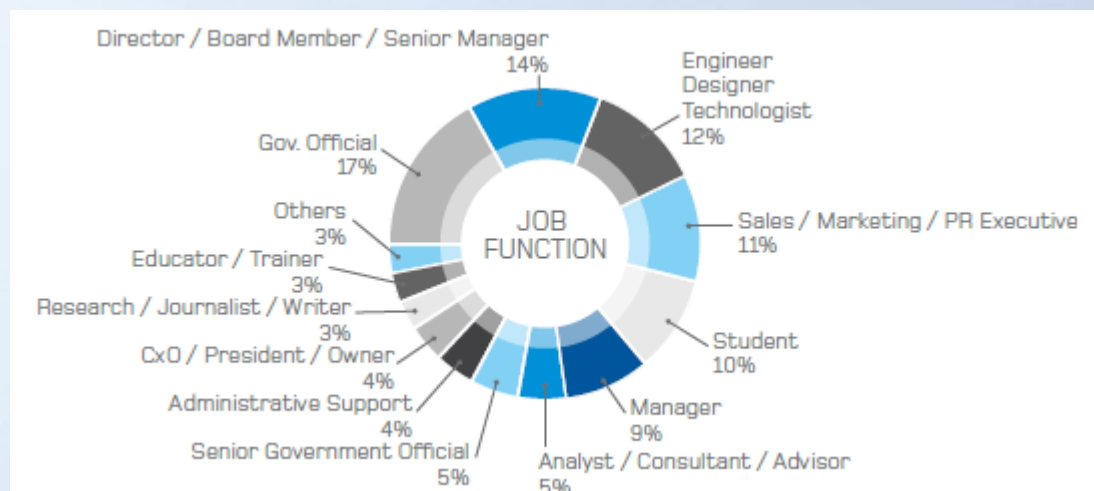 Director / Board Member / Senior Manager
14%
Engineer
Designer
Technologist
12%
Gov. Official
17%
Others
3%
Educator / Trainer
3%
Research / Journalist / Writer
3%
CxO / President / Owner
4%
Administrative Support
4%
Senior Government Official
5%
Analyst / Consultant / Advisor
5%
Manager
9%
Student
10%
Sales / Marketing / PR Executive
11%
JOB
FUNCTION